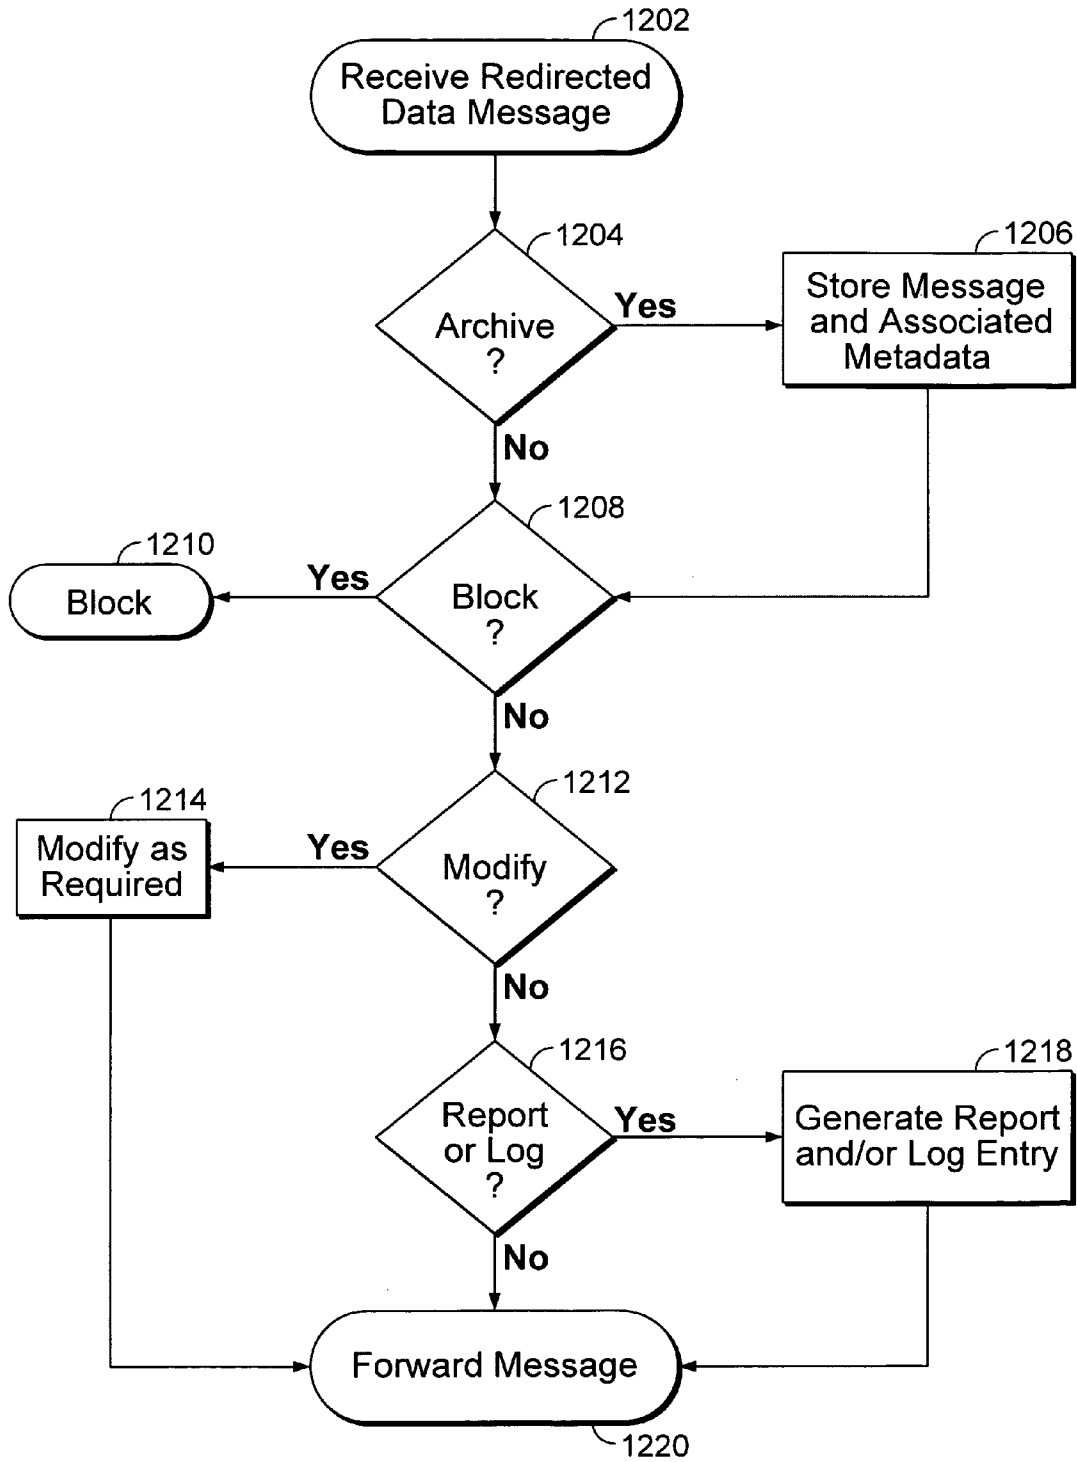 1202
Receive Redirected
Data Message
1204
Archive
?
Yes
1206
Store Message
and Associated
Metadata
No
1208
Block
?
Yes
1210
Block
No
1212
Modify
?
Yes
1214
Modify as
Required
No
1216
Report
or Log
?
Yes
1218
Generate Report
and/or Log Entry
No
Forward Message
1220